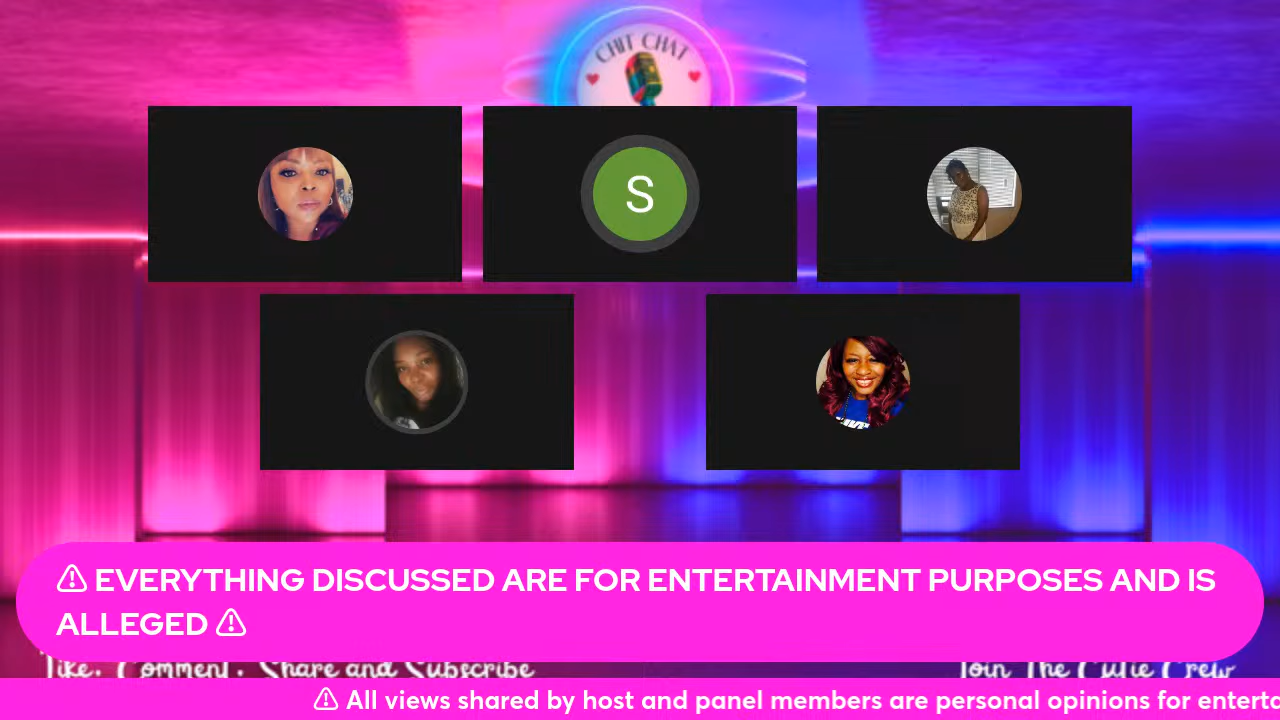 CHIT CHAT
S
⚠ EVERYTHING DISCUSSED ARE FOR ENTERTAINMENT PURPOSES AND IS
ALLEGED ⚠
Like, Comment, Share and Subscribe
Join The Cutie Crew
⚠ All views shared by host and panel members are personal opinions for